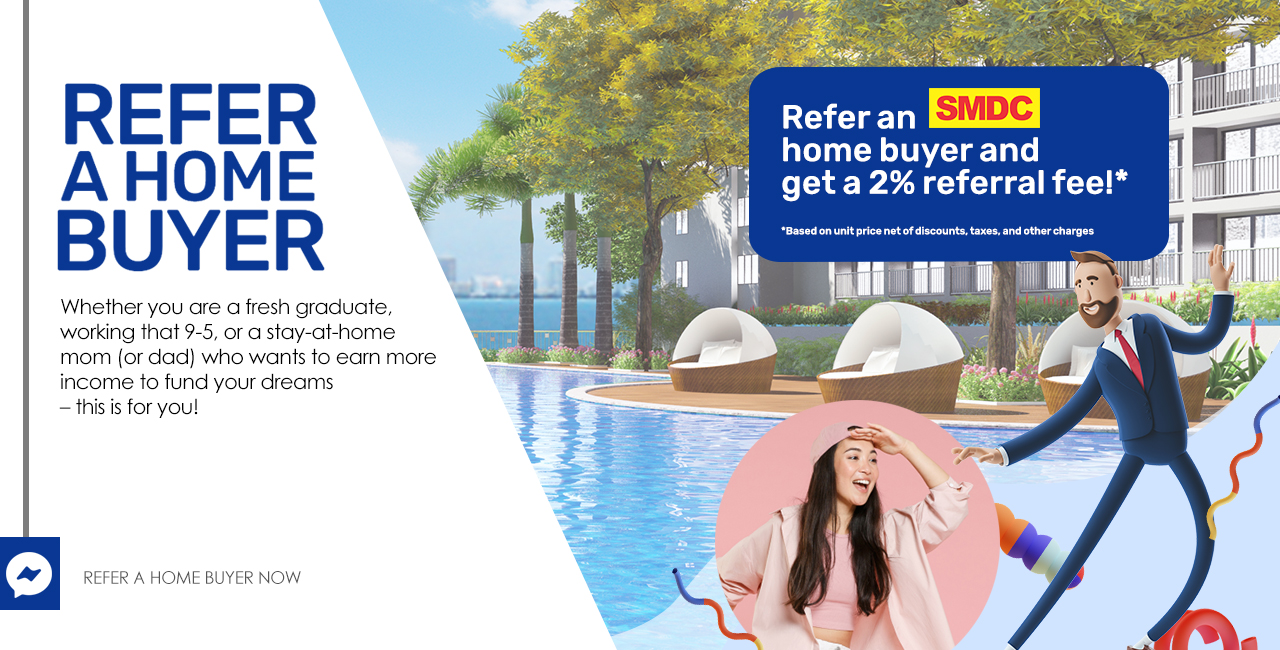 REFER
A HOME
BUYER
Whether you are a fresh graduate,
working that 9-5, or a stay-at-home
mom (or dad) who wants to earn more
income to fund your dreams
– this is for you!
REFER A HOME BUYER NOW
Refer an SMDC
home buyer and
get a 2% referral fee!*
*Based on unit price net of discounts, taxes, and other charges